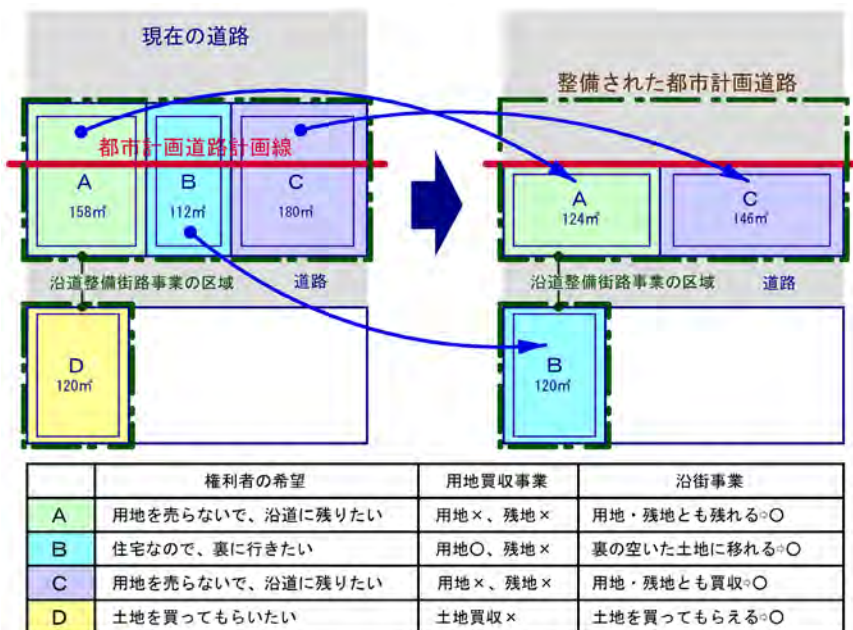 現在の道路
整備された都市計画道路
都市計画道路計画線
A
158㎡
B
112㎡
C
180㎡
A
124㎡
C
146㎡
沿道整備街路事業の区域
道路
沿道整備街路事業の区域
道路
D
120㎡
B
120㎡
権利者の希望 用地買収事業 沿街事業
A 用地を売らないで、沿道に残りたい 用地×、残地× 用地・残地とも残れる⇨〇
B 住宅なので、裏に行きたい 用地〇、残地× 裏の空いた土地に移れる⇨〇
C 用地を売らないで、沿道に残りたい 用地×、残地× 用地・残地とも買収⇨〇
D 土地を買ってもらいたい 土地買収× 土地を買ってもらえる⇨〇